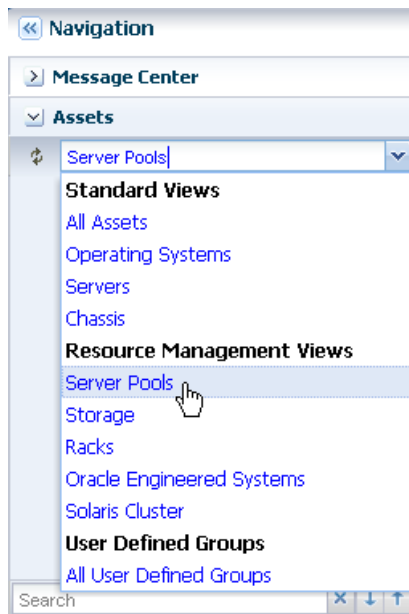 Navigation
Message Center
Assets
Server Pools
Standard Views
All Assets
Operating Systems
Servers
Chassis
Resource Management Views
Server Pools
Storage
Racks
Oracle Engineered Systems
Solaris Cluster
User Defined Groups
All User Defined Groups
Search